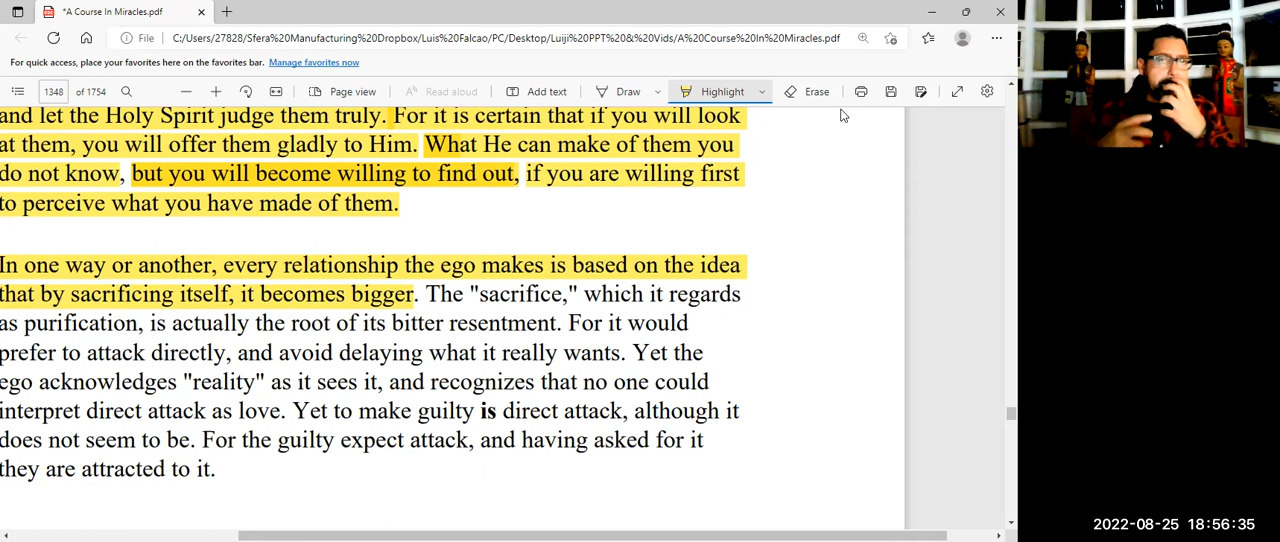 *A Course In Miracles.pdf
File C:/Users/27828/Sfera%20Manufacturing%20Dropbox/Luis%20Falcao/PC/Desktop/Luiji%20PPT%20&%20Vids/A%20Course%20In%20Miracles.pdf
For quick access, place your favorites here on the favorites bar. Manage favorites now
1348 of 1754 Page view Read aloud Add text Draw Highlight Erase
and let the Holy Spirit judge them truly. For it is certain that if you will look
at them, you will offer them gladly to Him. What He can make of them you
do not know, but you will become willing to find out, if you are willing first
to perceive what you have made of them.
In one way or another, every relationship the ego makes is based on the idea
that by sacrificing itself, it becomes bigger. The "sacrifice," which it regards
as purification, is actually the root of its bitter resentment. For it would
prefer to attack directly, and avoid delaying what it really wants. Yet the
ego acknowledges "reality" as it sees it, and recognizes that no one could
interpret direct attack as love. Yet to make guilty is direct attack, although it
does not seem to be. For the guilty expect attack, and having asked for it
they are attracted to it.
2022-08-25 18:56:35